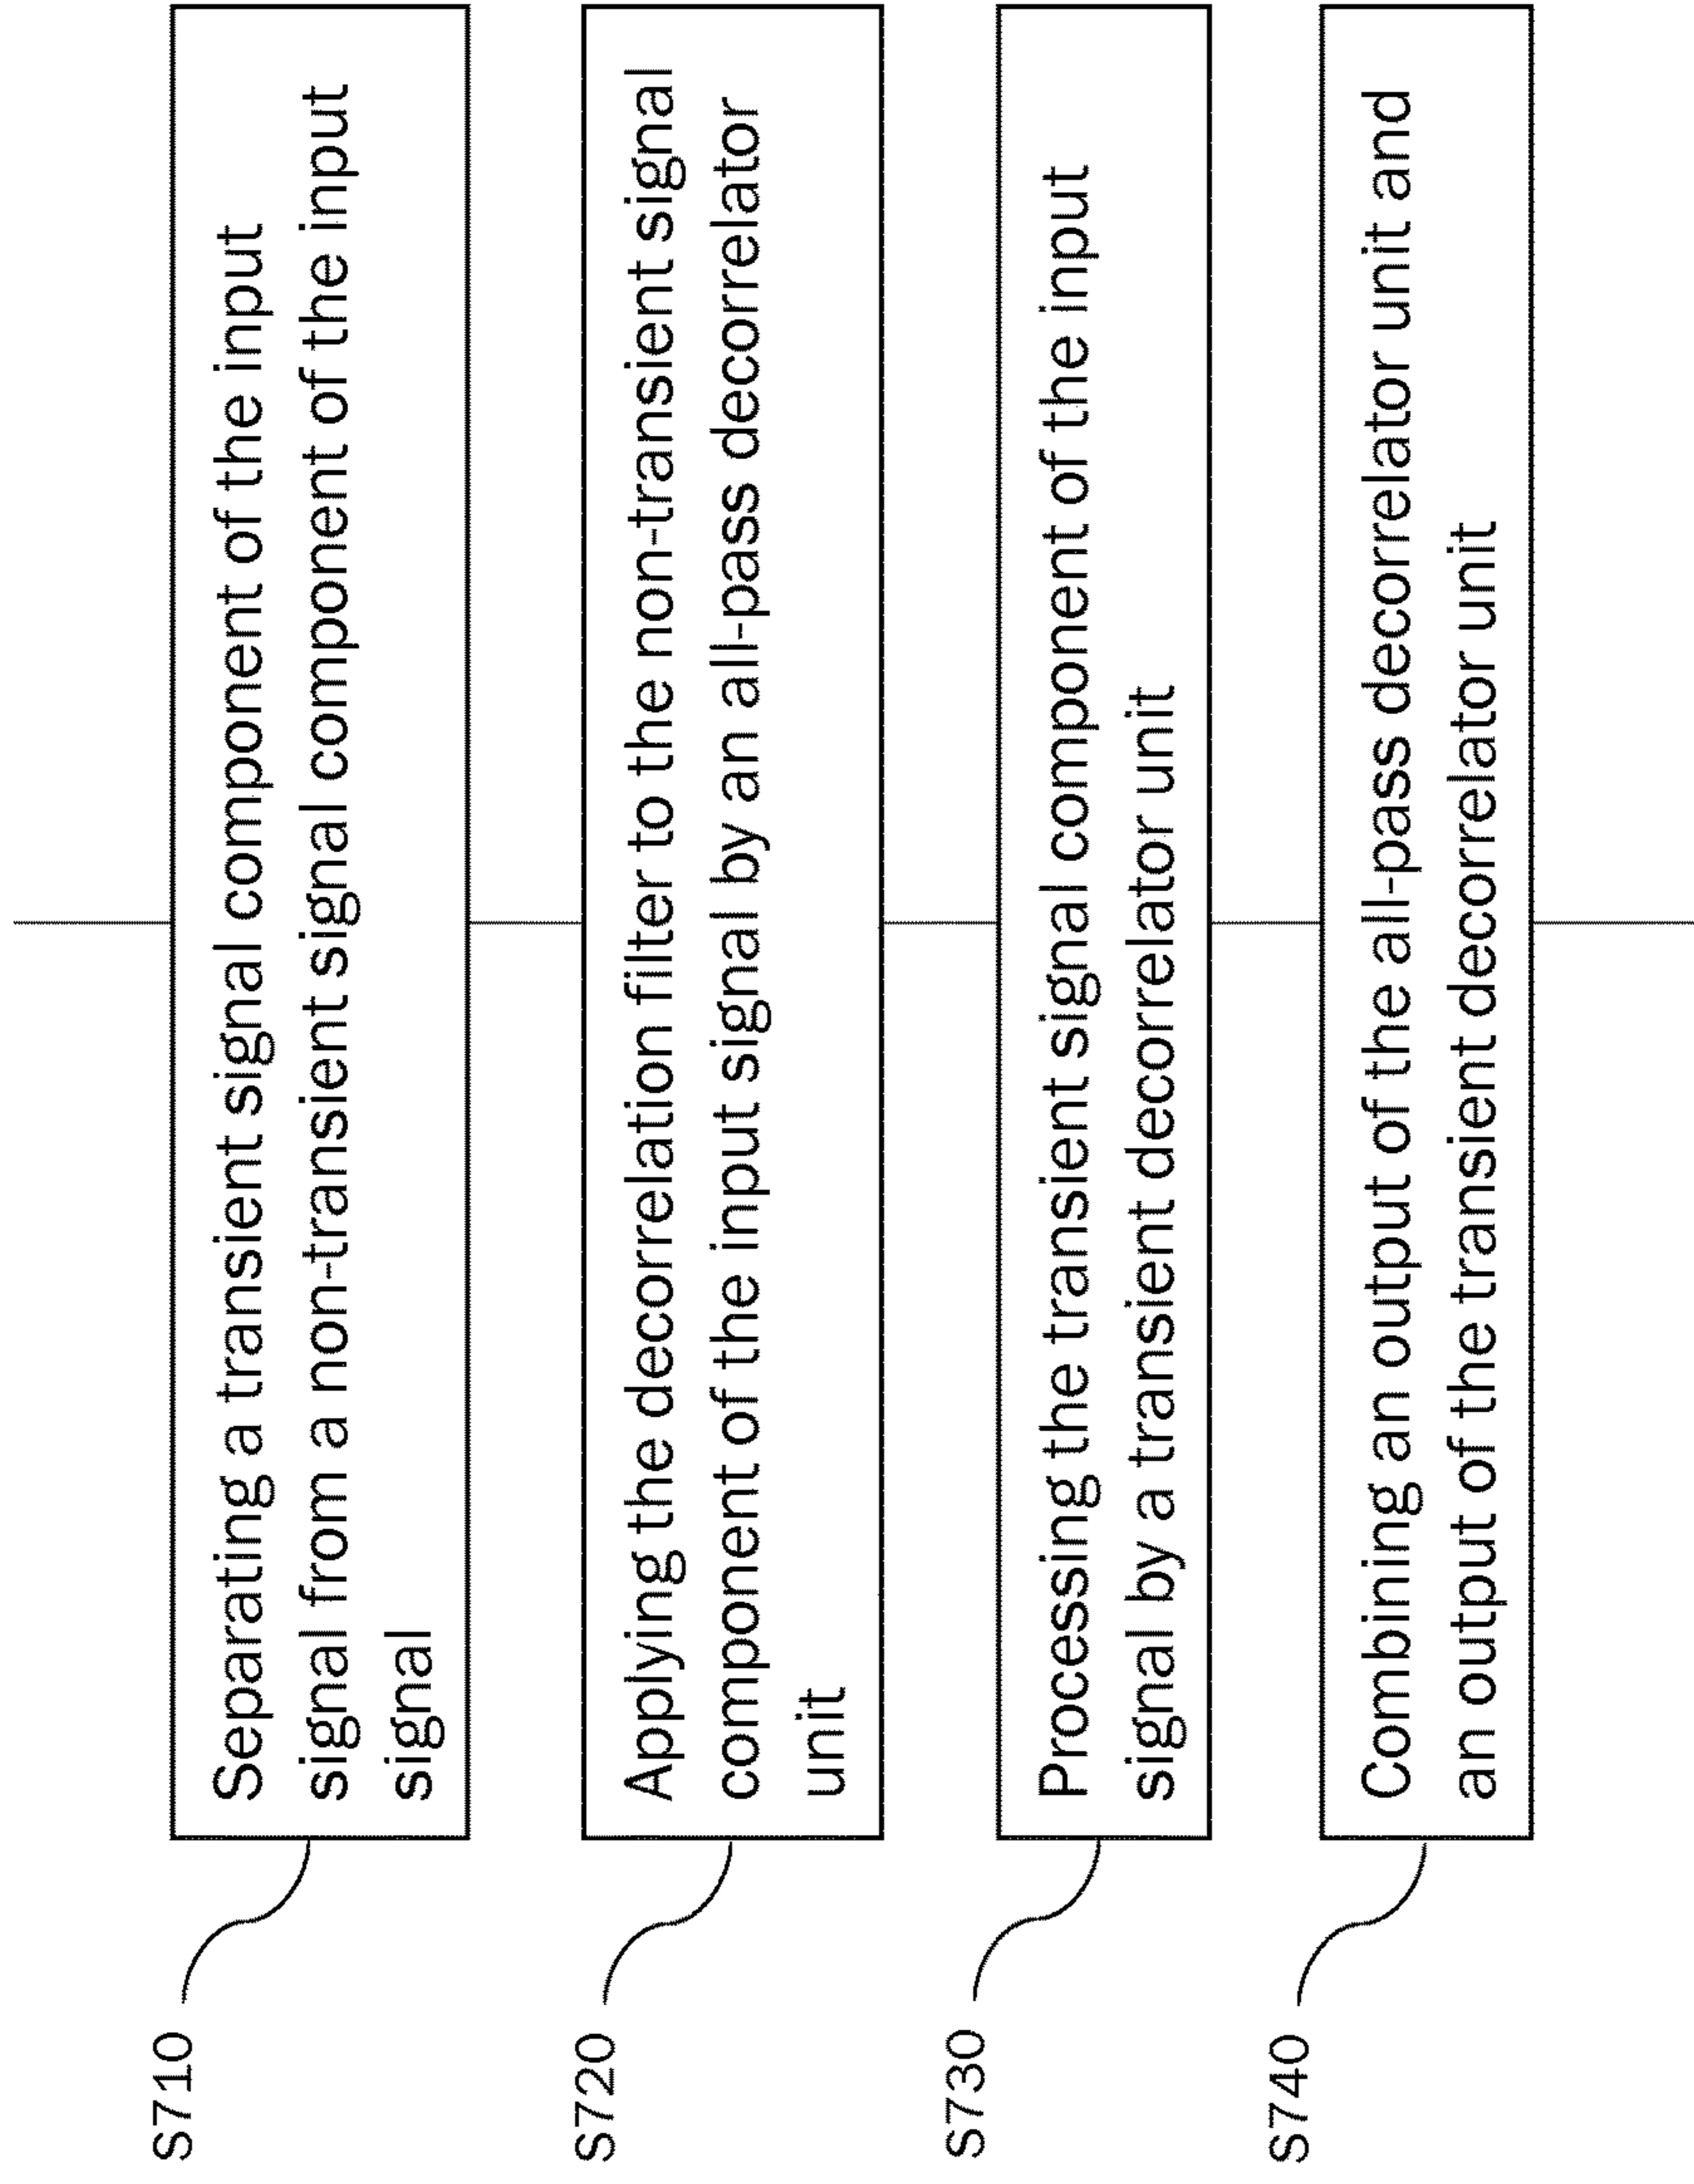 S710
Separating a transient signal component of the input
signal from a non-transient signal component of the input
signal
S720
Applying the decorrelation filter to the non-transient signal
component of the input signal by an all-pass decorrelator
unit
S730
Processing the transient signal component of the input
signal by a transient decorrelator unit
S740
Combining an output of the all-pass decorrelator unit and
an output of the transient decorrelator unit